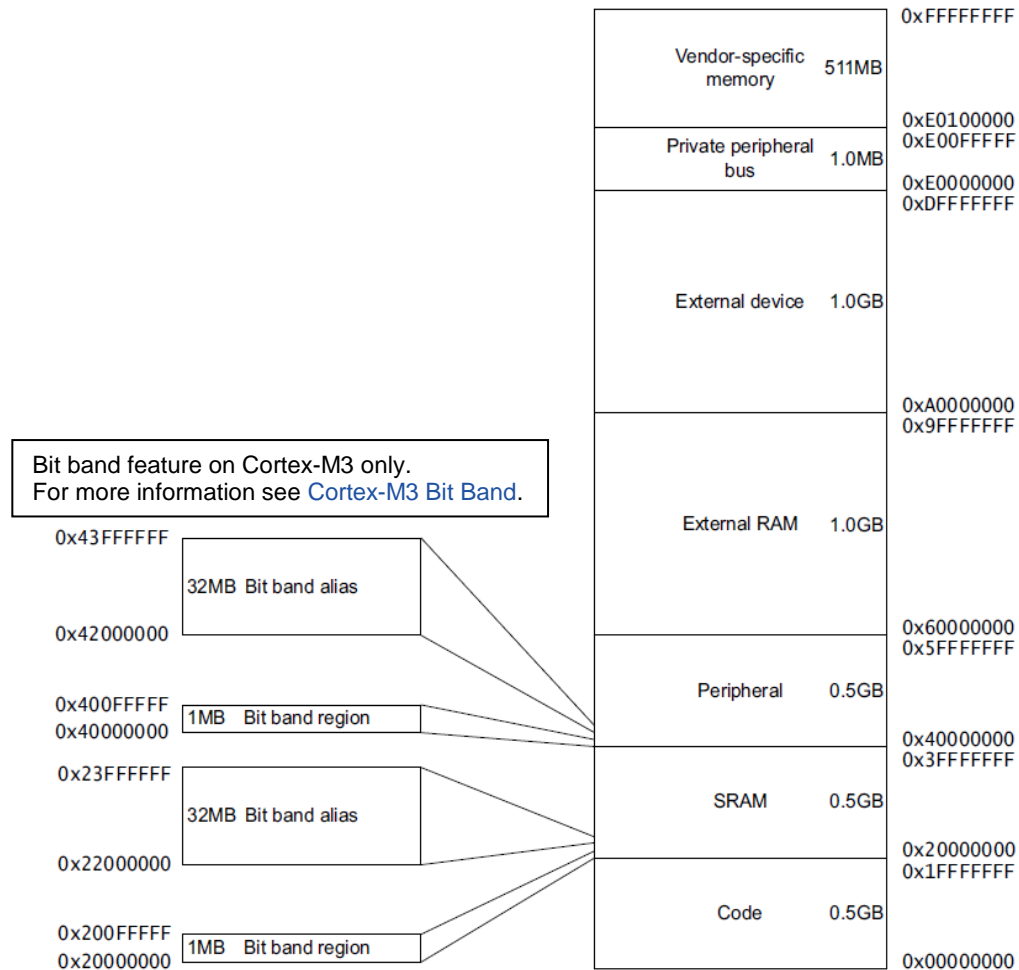 0xFFFFFFFF
Vendor-specific
memory
511MB
0xE0100000
0xE00FFFFF
Private peripheral
bus
1.0MB
0xE0000000
0xDFFFFFFF
External device
1.0GB
0xA0000000
0x9FFFFFFF
Bit band feature on Cortex-M3 only.
For more information see Cortex-M3 Bit Band.
External RAM
1.0GB
0x43FFFFFF
32MB Bit band alias
0x42000000
0x60000000
0x5FFFFFFF
Peripheral
0.5GB
0x400FFFFF
1MB Bit band region
0x40000000
0x40000000
0x3FFFFFFF
0x23FFFFFF
32MB Bit band alias
0x22000000
SRAM
0.5GB
0x20000000
0x1FFFFFFF
Code
0.5GB
0x200FFFFF
1MB Bit band region
0x20000000
0x00000000